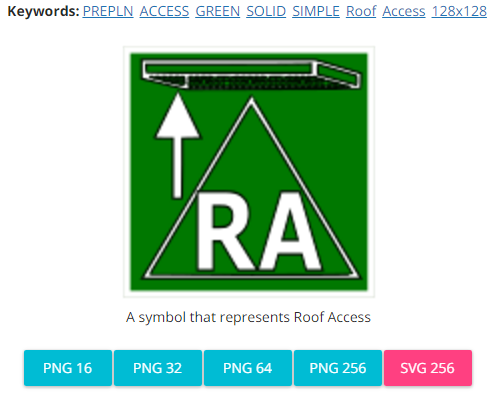 Keywords: PREPLN ACCESS GREEN SOLID SIMPLE Roof Access 128x128
RA
A symbol that represents Roof Access
PNG 16 PNG 32 PNG 64 PNG 256 SVG 256